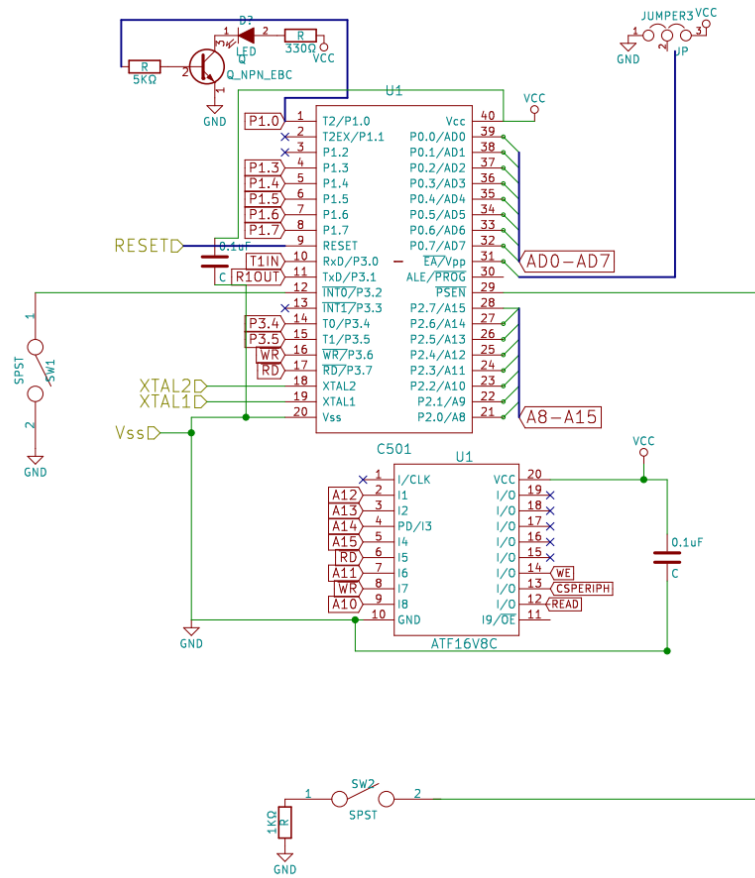 JUMPER3
VCC
1
3
GND
2
JP
D?
1
2
R
LED
330Ω
VCC
3
Q
R
2
Q_NPN_EBC
5KΩ
1
GND
U1
VCC
P1.0 1 T2/P1.0 Vcc 40
2 T2EX/P1.1 P0.0/AD0 39
3 P1.2 P0.1/AD1 38
P1.3 4 P1.3 P0.2/AD2 37
P1.4 5 P1.4 P0.3/AD3 36
P1.5 6 P1.5 P0.4/AD4 35
P1.6 7 P1.6 P0.5/AD5 34
P1.7 8 P1.7 P0.6/AD6 33
RESET 9 RESET P0.7/AD7 32
0.1uF
AD0-AD7
T1IN 10 RxD/P3.0 EA/Vpp 31
R1OUT 11 TxD/P3.1 ALE/PROG 30
C
12 INT0/P3.2 PSEN 29
13 INT1/P3.3 P2.7/A15 28
P3.4 14 T0/P3.4 P2.6/A14 27
P3.5 15 T1/P3.5 P2.5/A13 26
WR 16 WR/P3.6 P2.4/A12 25
RD 17 RD/P3.7 P2.3/A11 24
XTAL2 18 XTAL2 P2.2/A10 23
XTAL1 19 XTAL1 P2.1/A9 22
20 Vss P2.0/A8 21
A8-A15
Vss
1
SPST
SW1
2
GND
C501
U1
VCC
1 I/CLK VCC 20
A12 2 I1 I/O 19
A13 3 I2 I/O 18
A14 4 PD/I3 I/O 17
A15 5 I4 I/O 16
RD 6 I5 I/O 15
A11 7 I6 I/O 14 WE
WR 8 I7 I/O 13 CSPERIPH
A10 9 I8 I/O 12 READ
10 GND I9/OE 11
0.1uF
C
GND
ATF16V8C
SW2
1
2
SPST
1KΩ
R
GND